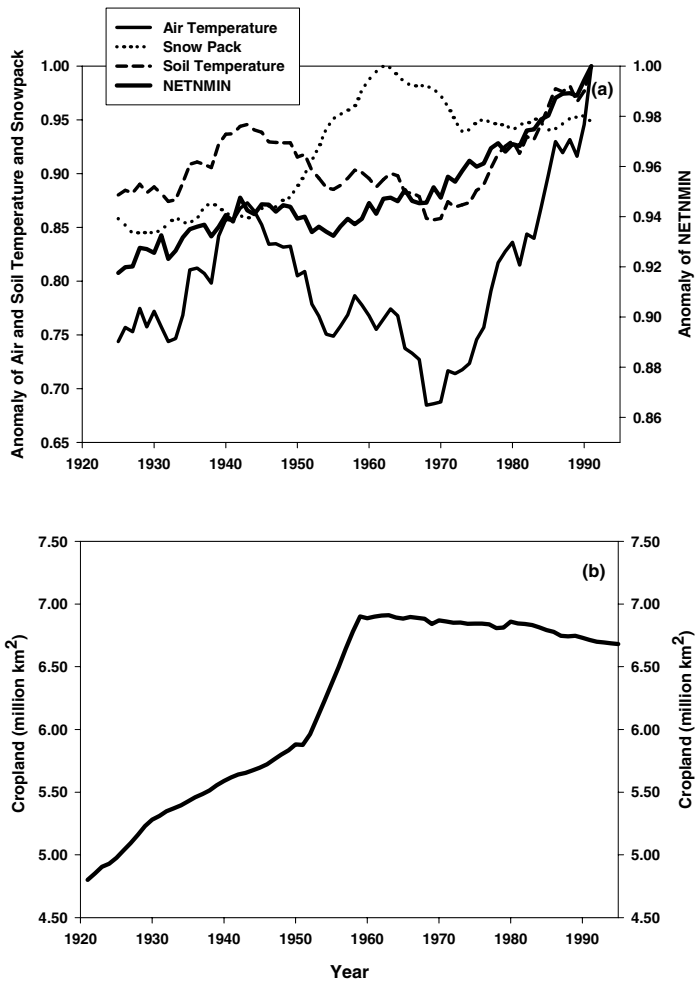 Air Temperature
Snow Pack
Soil Temperature
NETNMIN
(a)
Anomaly of Air and Soil Temperature and Snowpack
1.00
0.95
0.90
0.85
0.80
0.75
0.70
0.65
Anomaly of NETNMIN
1.00
0.98
0.96
0.94
0.92
0.90
0.88
0.86
1920 1930 1940 1950 1960 1970 1980 1990
(b)
Cropland (million km²)
7.50
7.00
6.50
6.00
5.50
5.00
4.50
Cropland (million km²)
7.50
7.00
6.50
6.00
5.50
5.00
4.50
1920 1930 1940 1950 1960 1970 1980 1990
Year